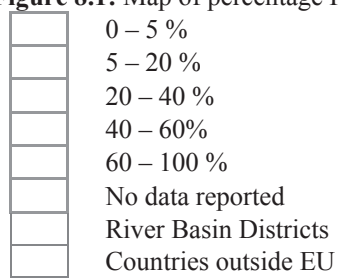 Figure 8.1: Map of percentage
0 – 5 %
5 – 20 %
20 – 40 %
40 – 60%
60 – 100 %
No data reported
River Basin Districts
Countries outside EU